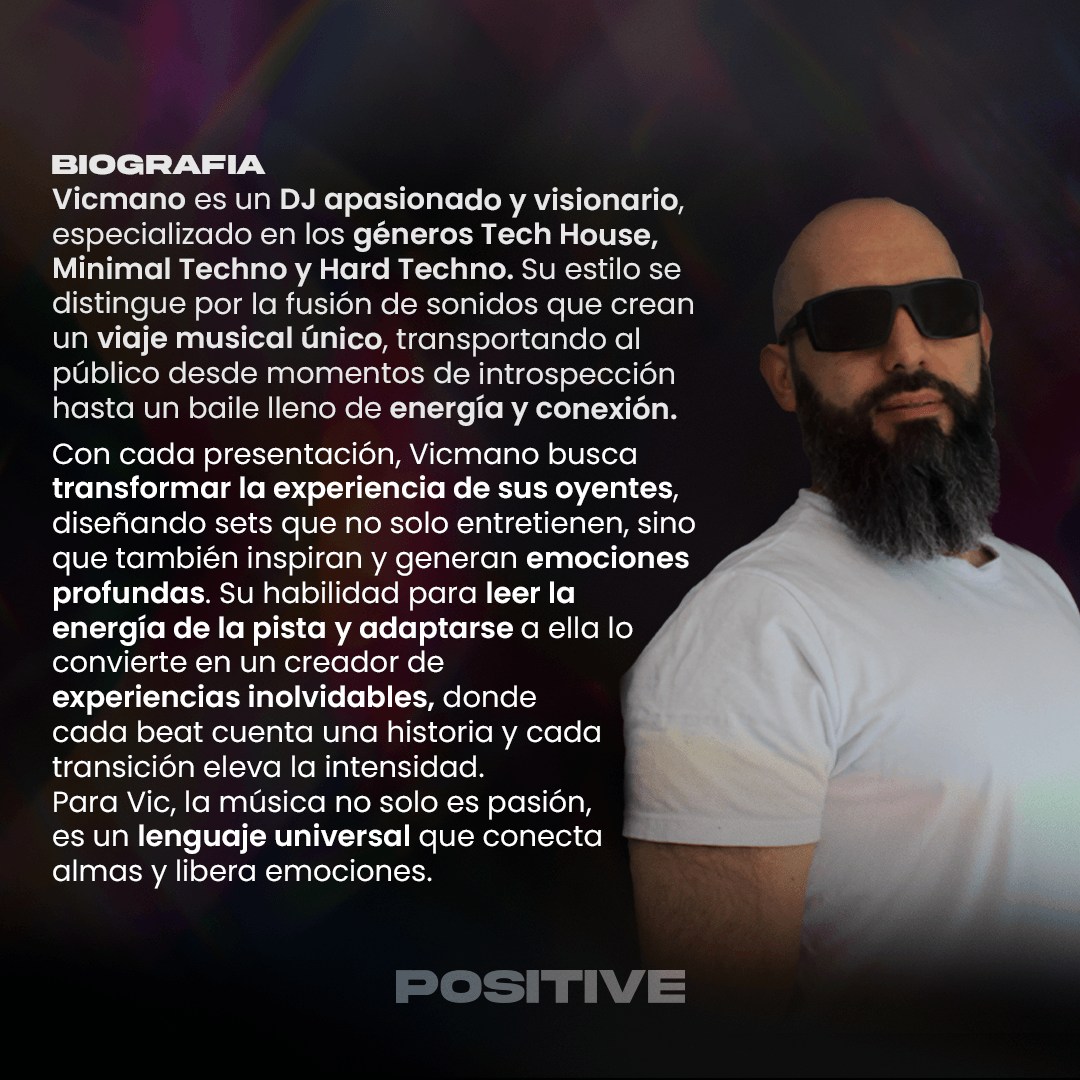 BIOGRAFIA
Vicmano es un DJ apasionado y visionario,
especializado en los géneros Tech House,
Minimal Techno y Hard Techno. Su estilo se
distingue por la fusión de sonidos que crean
un viaje musical único, transportando al
público desde momentos de introspección
hasta un baile lleno de energía y conexión.
Con cada presentación, Vicmano busca
transformar la experiencia de sus oyentes,
diseñando sets que no solo entretienen, sino
que también inspiran y generan emociones
profundas. Su habilidad para leer la
energía de la pista y adaptarse a ella lo
convierte en un creador de
experiencias inolvidables, donde
cada beat cuenta una historia y cada
transición eleva la intensidad.
Para Vic, la música no solo es pasión,
es un lenguaje universal que conecta
almas y libera emociones.
POSITIVE